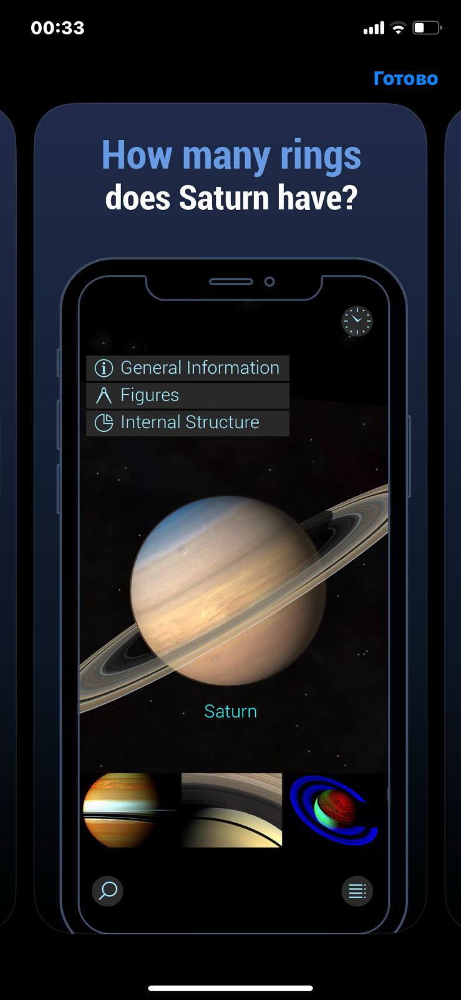 00:33
Готово
How many rings
does Saturn have?
General Information
Figures
Internal Structure
Saturn